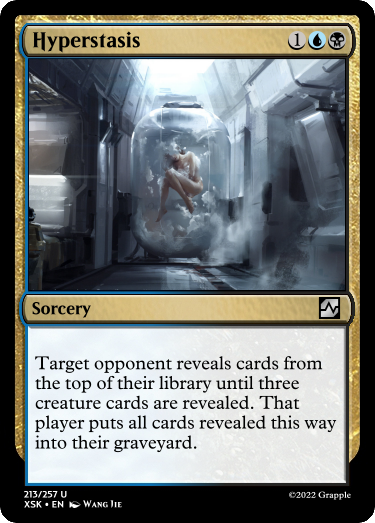 Hyperstasis 1
Sorcery
Target opponent reveals cards from
the top of their library until three
creature cards are revealed. That
player puts all cards revealed this way
into their graveyard.
213/257 U
XSK • EN Wang Jie
©2022 Grapple